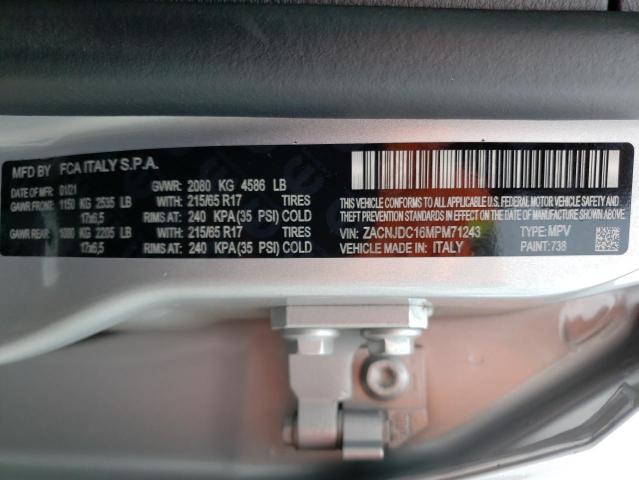 MFD BY FCA ITALY S.P.A.
DATE OF MFR 01/21 GVWR: 2080 KG 4586 LB
GAWR FRONT: 1150 KG 2535 LB WITH: 215/65 R17 TIRES
17x6,5 RIMS AT: 240 KPA(35 PSI) COLD
GAWR REAR: 1000 KG 2205 LB WITH: 215/65 R17 TIRES
17x6,5 RIMS AT: 240 KPA(35 PSI) COLD
THIS VEHICLE CONFORMS TO ALL APPLICABLE U.S. FEDERAL MOTOR VEHICLE SAFETY
STANDARDS IN EFFECT ON THE DATE OF MANUFACTURE SHOWN ABOVE.
VIN: ZACNJDC16MPM71243 TYPE: MPV
VEHICLE MADE IN: ITALY PAINT: 738